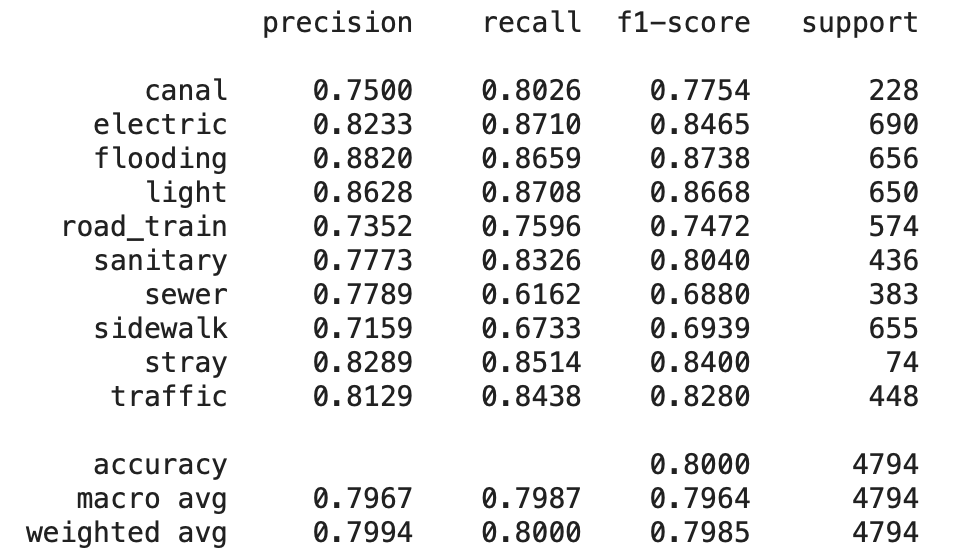 precision recall f1-score support
canal 0.7500 0.8026 0.7754 228
electric 0.8233 0.8710 0.8465 690
flooding 0.8820 0.8659 0.8738 656
light 0.8628 0.8708 0.8668 650
road_train 0.7352 0.7596 0.7472 574
sanitary 0.7773 0.8326 0.8040 436
sewer 0.7789 0.6162 0.6880 383
sidewalk 0.7159 0.6733 0.6939 655
stray 0.8289 0.8514 0.8400 74
traffic 0.8129 0.8438 0.8280 448
accuracy 0.8000 4794
macro avg 0.7967 0.7987 0.7964 4794
weighted avg 0.7994 0.8000 0.7985 4794